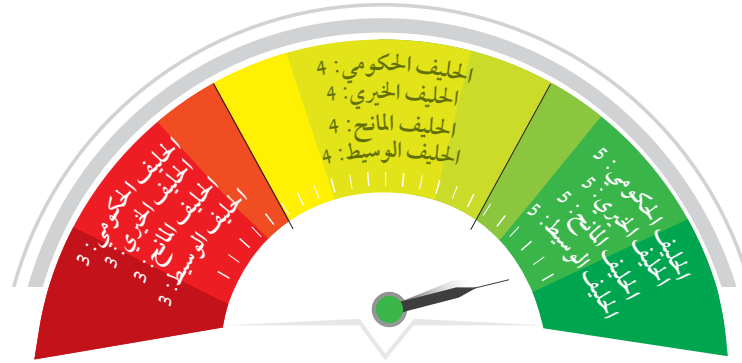 الحليف الحكومي: 5
الحليف الخيري: 5
الحليف المانح: 5
الحليف الوسيط: 5
الحليف الحكومي: 4
الحليف الخيري: 4
الحليف المانح: 4
الحليف الوسيط: 4
الحليف الحكومي: 3
الحليف الخيري: 3
الحليف المانح: 3
الحليف الوسيط: 3